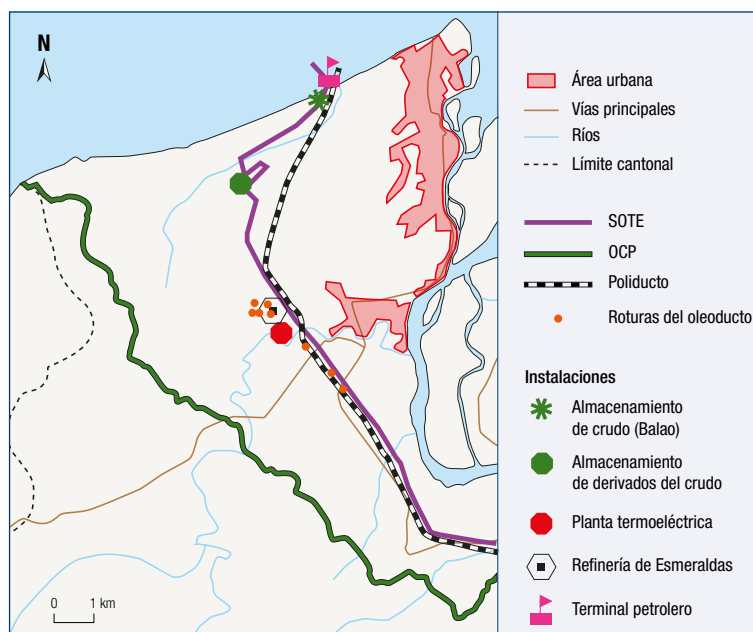 N
0 1 km
Área urbana
Vías principales
Ríos
Límite cantonal
SOTE
OCP
Poliducto
Roturas del oleoducto
Instalaciones
Almacenamiento
de crudo (Balao)
Almacenamiento
de derivados del crudo
Planta termoeléctrica
Refinería de Esmeraldas
Terminal petrolero